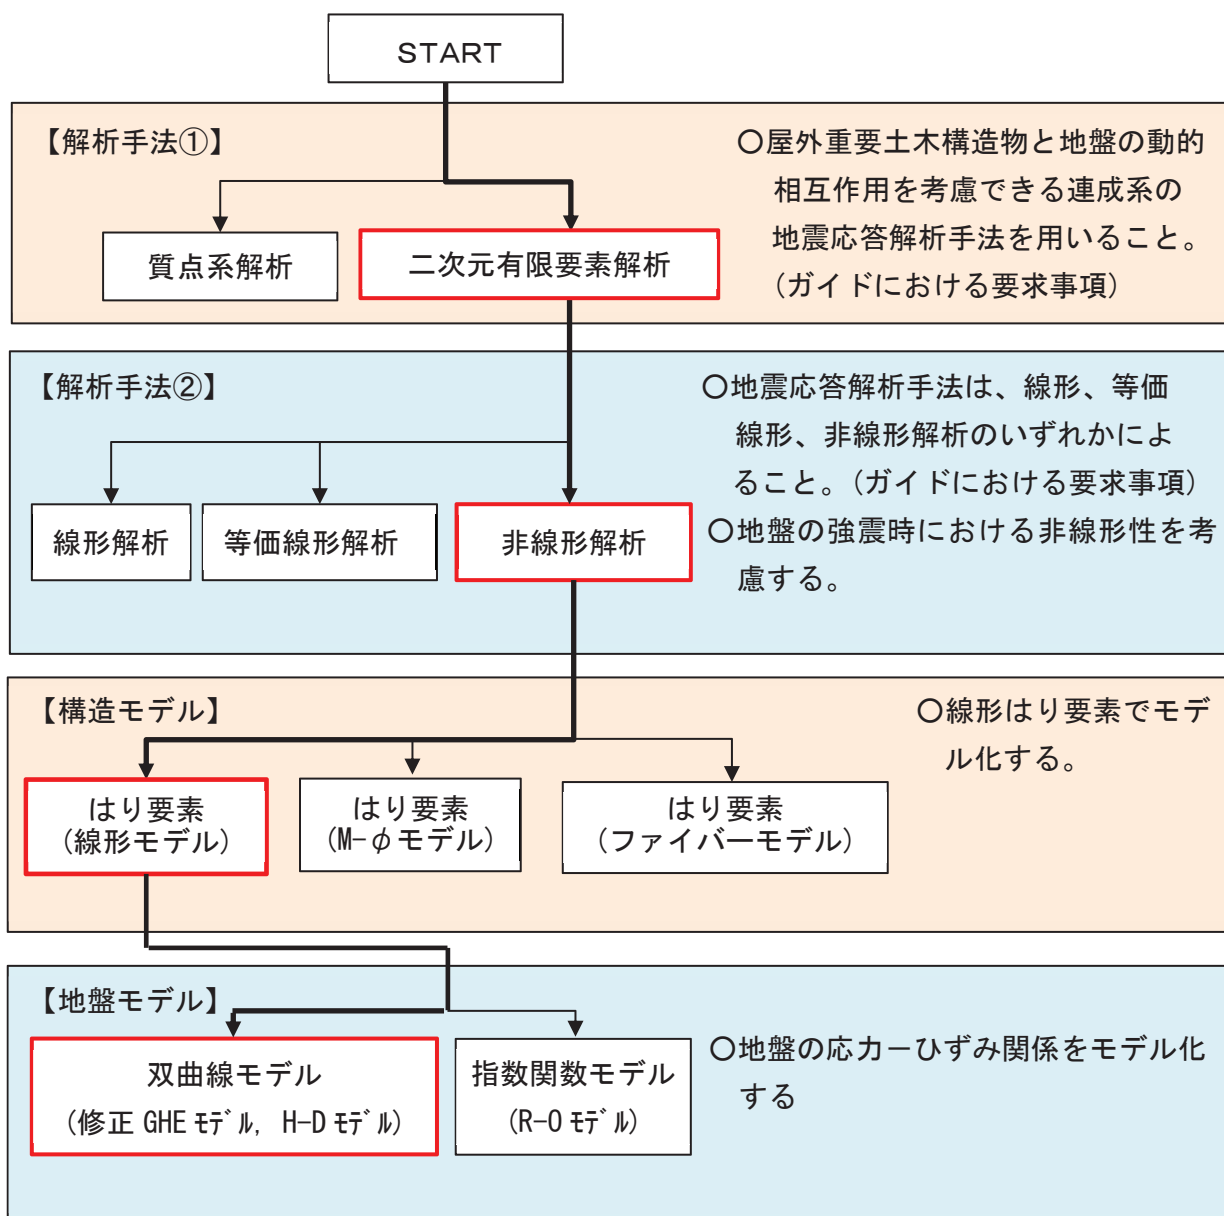 START
【解析手法①】
〇屋外重要土木構造物と地盤の動的
相互作用を考慮できる連成系の
地震応答解析手法を用いること。
(ガイドにおける要求事項)
質点系解析
二次元有限要素解析
【解析手法②】
〇地震応答解析手法は、線形、等価
線形、非線形解析のいずれかによ
ること。(ガイドにおける要求事項)
〇地盤の強震時における非線形性を考
慮する。
線形解析
等価線形解析
非線形解析
【構造モデル】
〇線形はり要素でモデ
ル化する。
はり要素
(線形モデル)
はり要素
(M-φモデル)
はり要素
(ファイバーモデル)
【地盤モデル】
〇地盤の応力ーひずみ関係をモデル化
する
双曲線モデル
(修正 GHE ﾓﾃﾞﾙ, H-D ﾓﾃﾞﾙ)
指数関数モデル
(R-O ﾓﾃﾞﾙ)